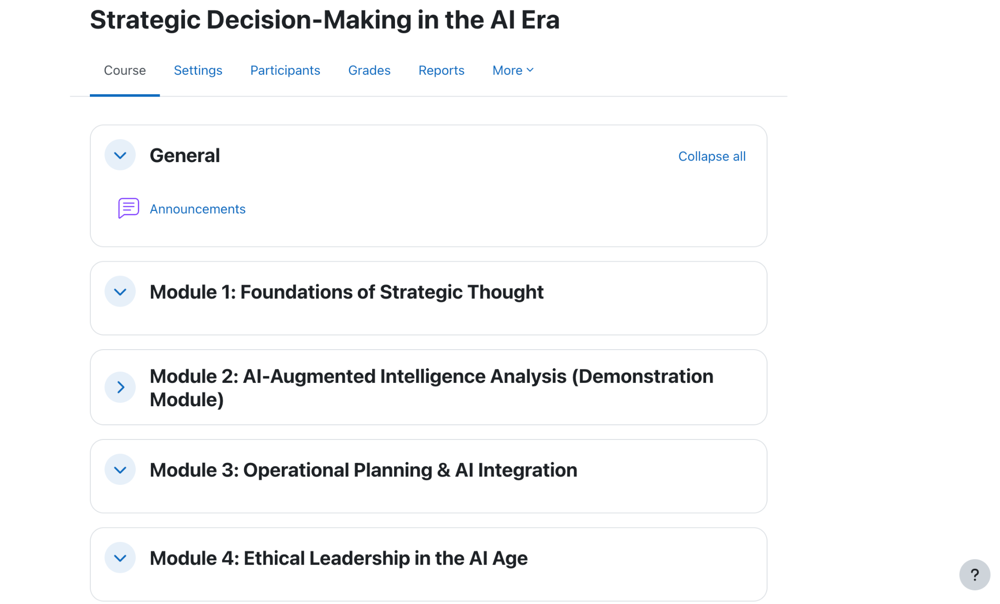 Strategic Decision-Making in the AI Era
Course Settings Participants Grades Reports More
General
Collapse all
Announcements
Module 1: Foundations of Strategic Thought
Module 2: AI-Augmented Intelligence Analysis (Demonstration
Module)
Module 3: Operational Planning & AI Integration
Module 4: Ethical Leadership in the AI Age
?